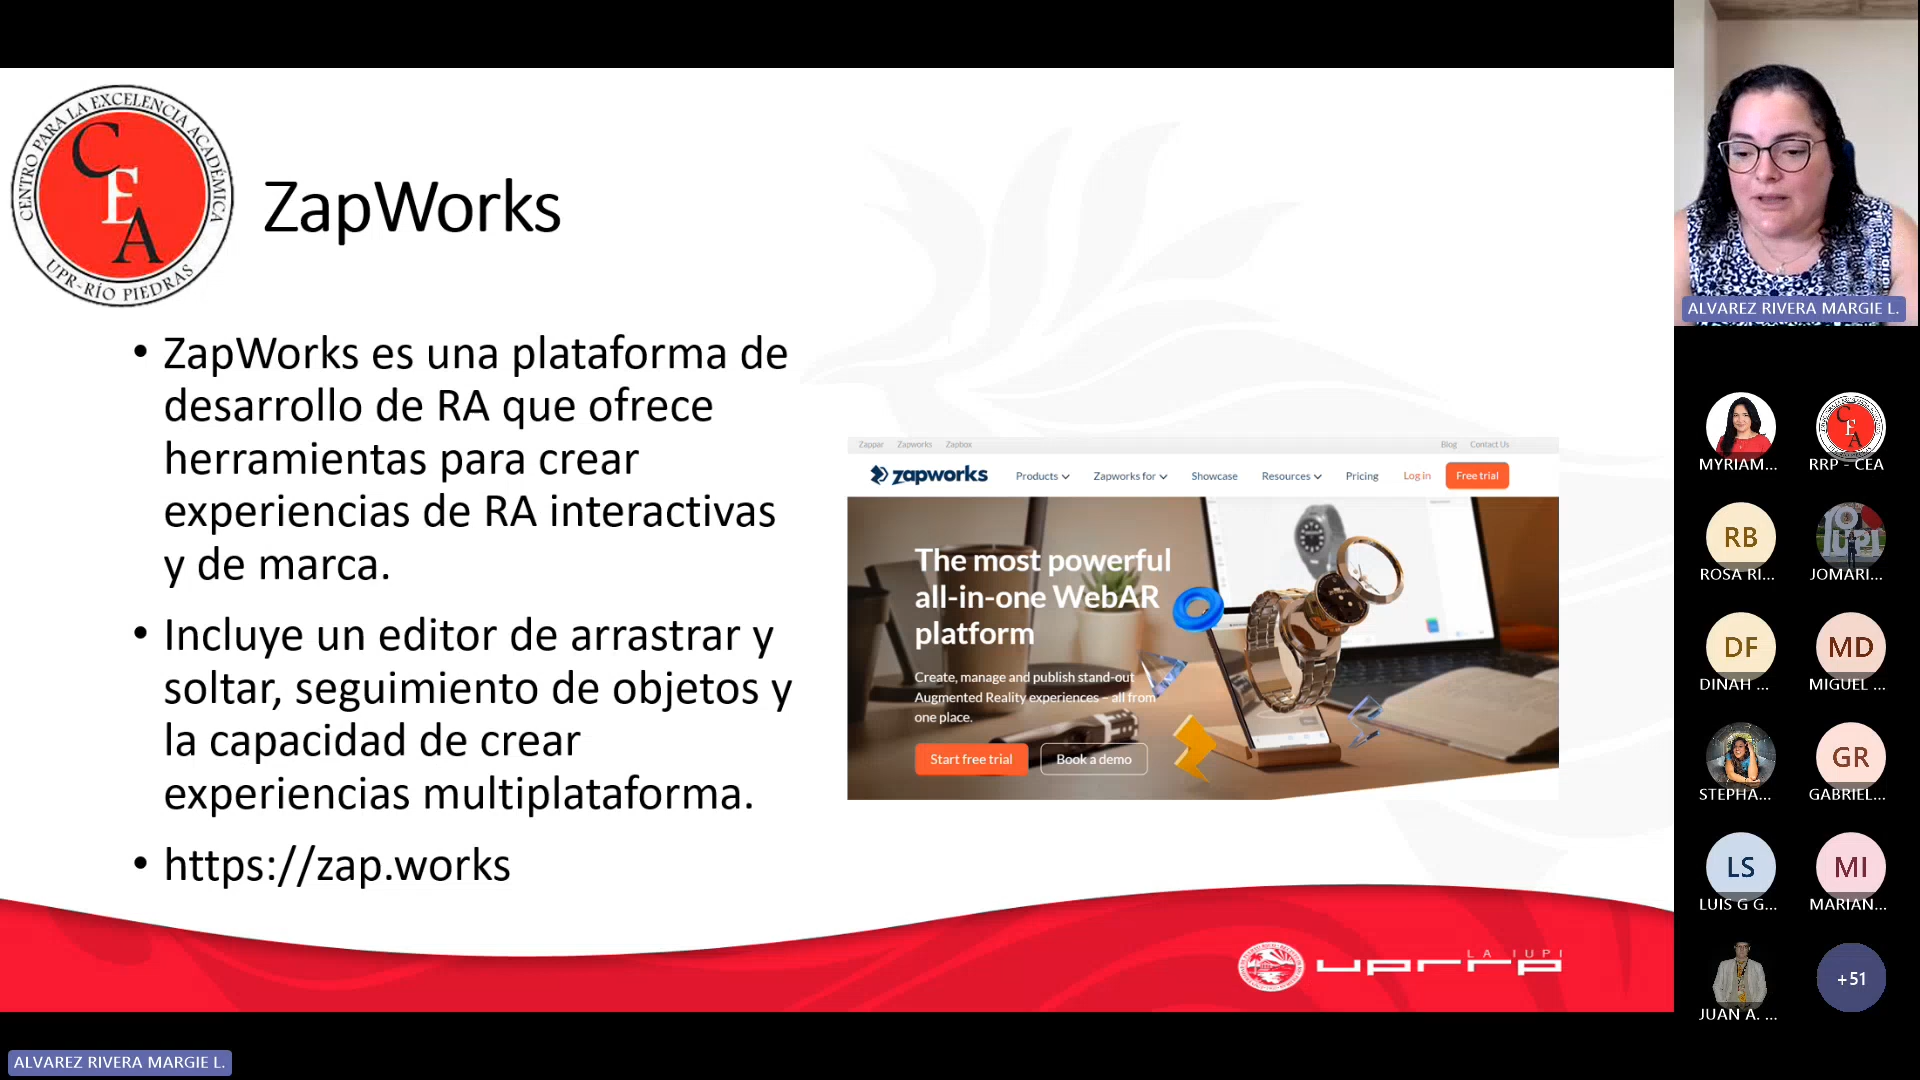 CENTRO PARA LA EXCELENCIA ACADÉMICA
CEA
UPR-RÍO PIEDRAS
ZapWorks
• ZapWorks es una plataforma de
desarrollo de RA que ofrece
herramientas para crear
experiencias de RA interactivas
y de marca.
• Incluye un editor de arrastrar y
soltar, seguimiento de objetos y
la capacidad de crear
experiencias multiplataforma.
• https://zap.works
Zappar Zapworks Zapbox Blog Contact Us
zapworks Products Zapworks for Showcase Resources Pricing Log in Free trial
The most powerful
all-in-one WebAR
platform
Create, manage and publish stand-out
Augmented Reality experiences – all from
one place.
Start free trial Book a demo
LA IUPI
uprrp
ALVAREZ RIVERA MARGIE L.
ALVAREZ RIVERA MARGIE L.
MYRIAM... RRP - CEA
RB
ROSA RI... JOMARI...
DF MD
DINAH ... MIGUEL ...
GR
STEPHA... GABRIEL...
LS MI
LUIS G G... MARIAN...
+51
JUAN A. ...